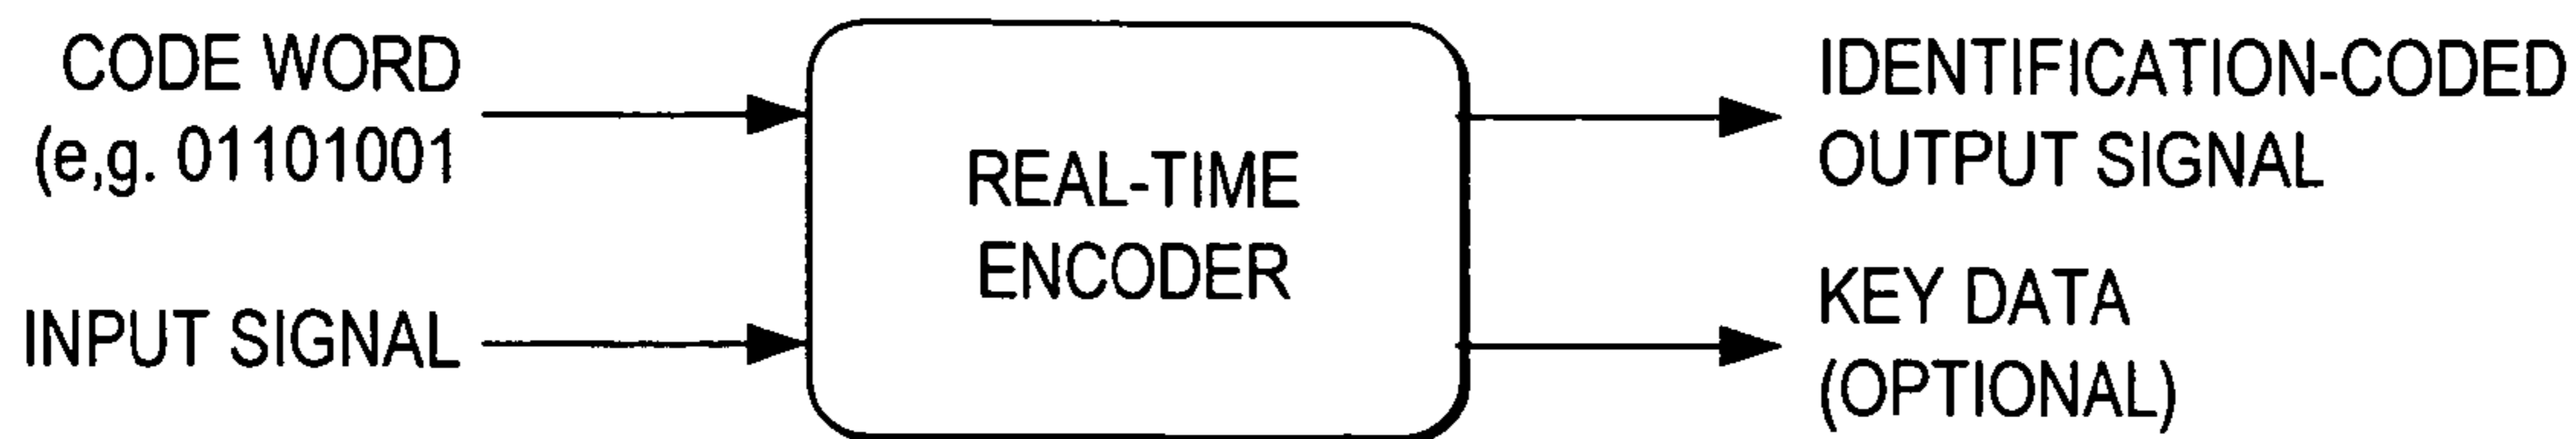 CODE WORD
(e,g. 01101001
INPUT SIGNAL
REAL-TIME
ENCODER
IDENTIFICATION-CODED
OUTPUT SIGNAL
KEY DATA
(OPTIONAL)